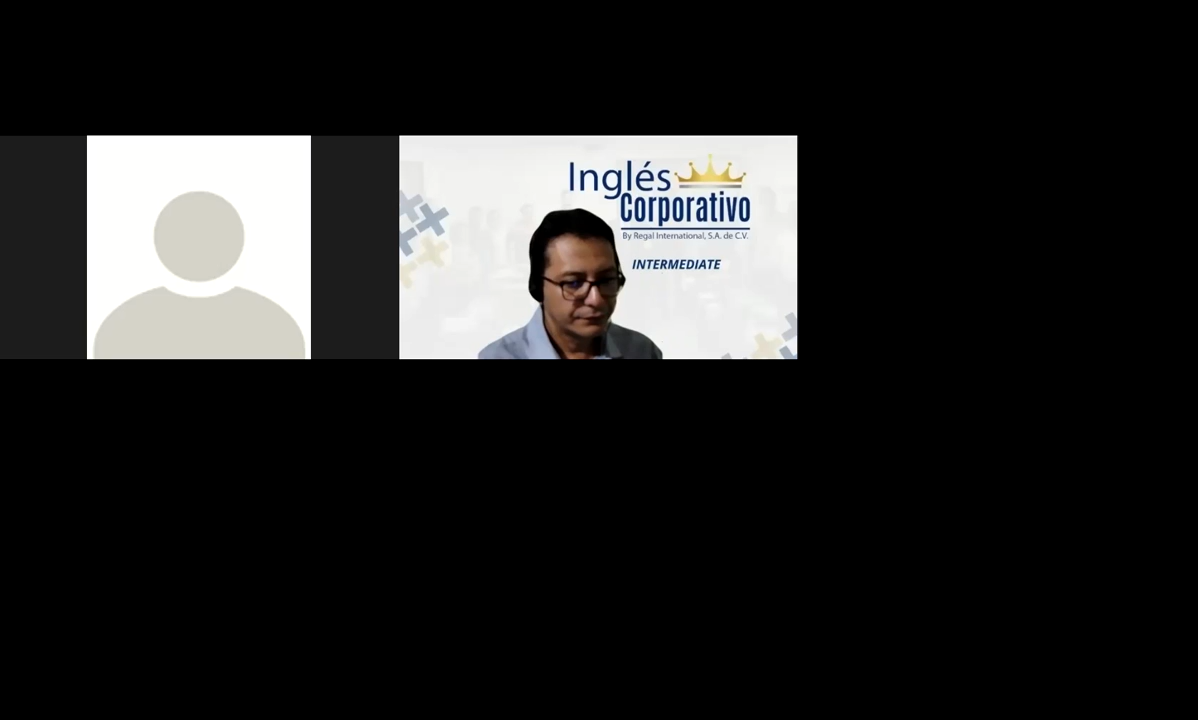 Inglés
Corporativo
By Regal International, S.A. de C.V.
INTERMEDIATE